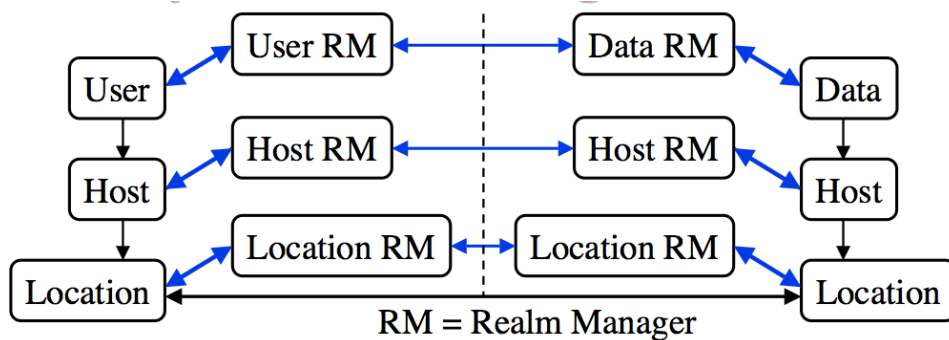 User RM
Data RM
User
Data
Host RM
Host RM
Host
Host
Location RM
Location RM
Location
Location
RM = Realm Manager